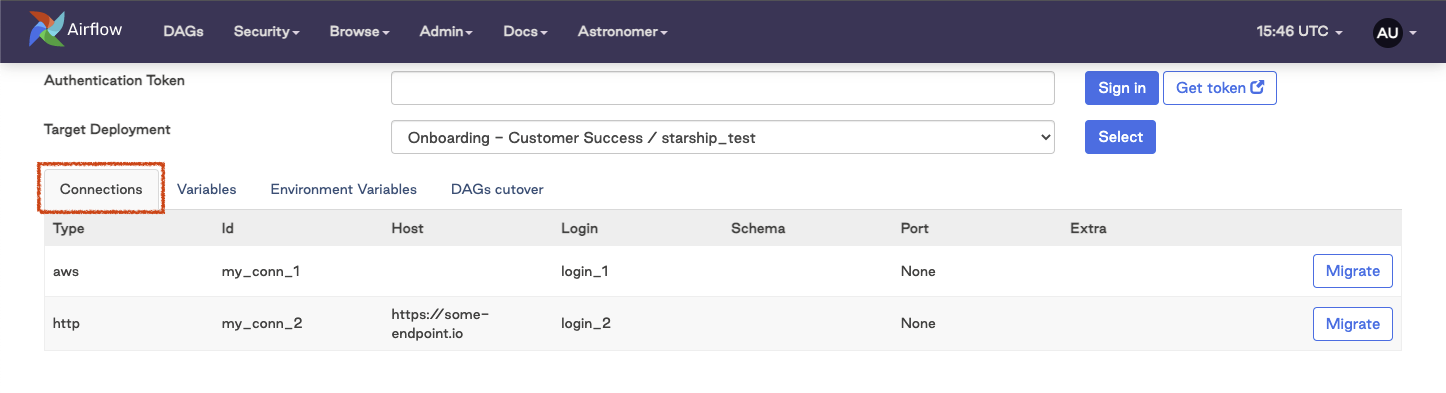 Airflow DAGs Security Browse Admin Docs Astronomer 15:46 UTC AU
Authentication Token Sign in Get token
Target Deployment Onboarding - Customer Success / starship_test Select
Connections Variables Environment Variables DAGs cutover
Type Id Host Login Schema Port Extra
aws my_conn_1 login_1 None Migrate
http my_conn_2 https://some-
endpoint.io login_2 None Migrate